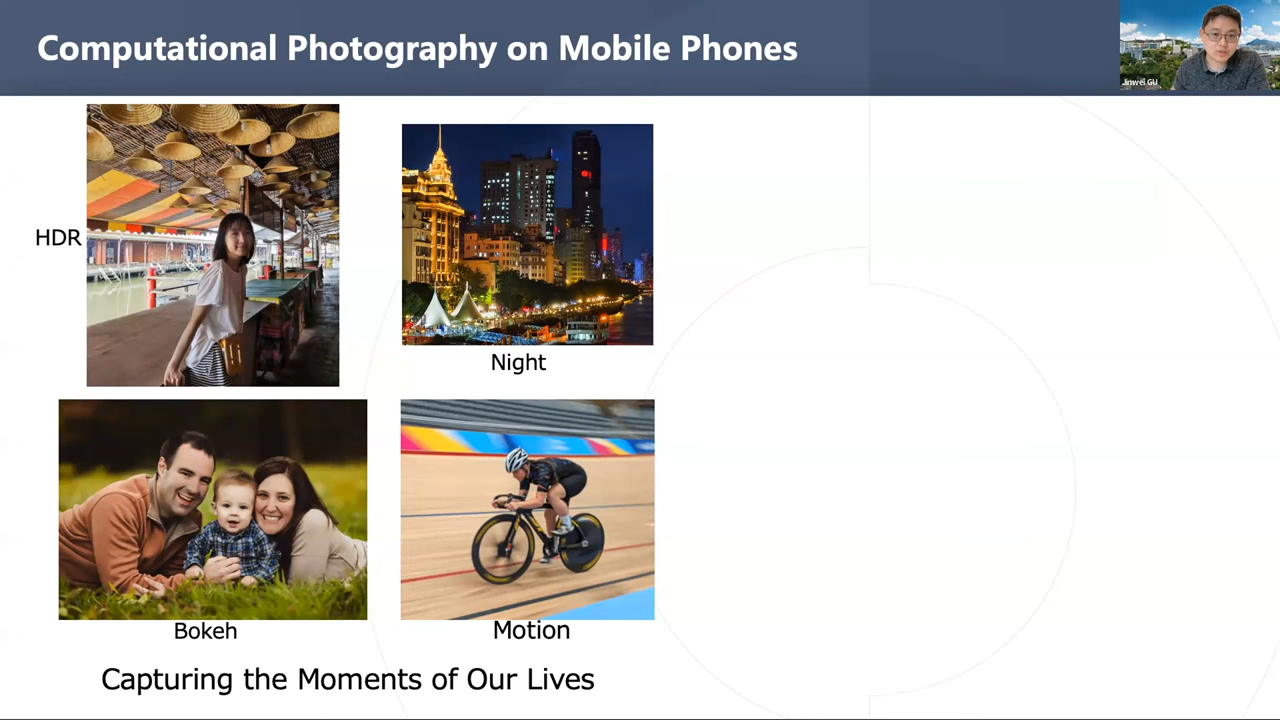 Computational Photography on Mobile Phones
Jinwei GU
HDR
Night
Bokeh
Motion
Capturing the Moments of Our Lives